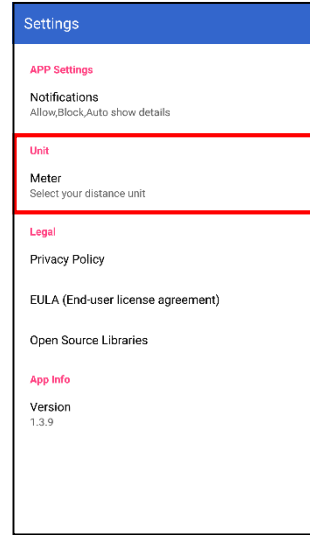 Settings
APP Settings
Notifications
Allow,Block,Auto show details
Unit
Meter
Select your distance unit
Legal
Privacy Policy
EULA (End-user license agreement)
Open Source Libraries
App Info
Version
1.3.9